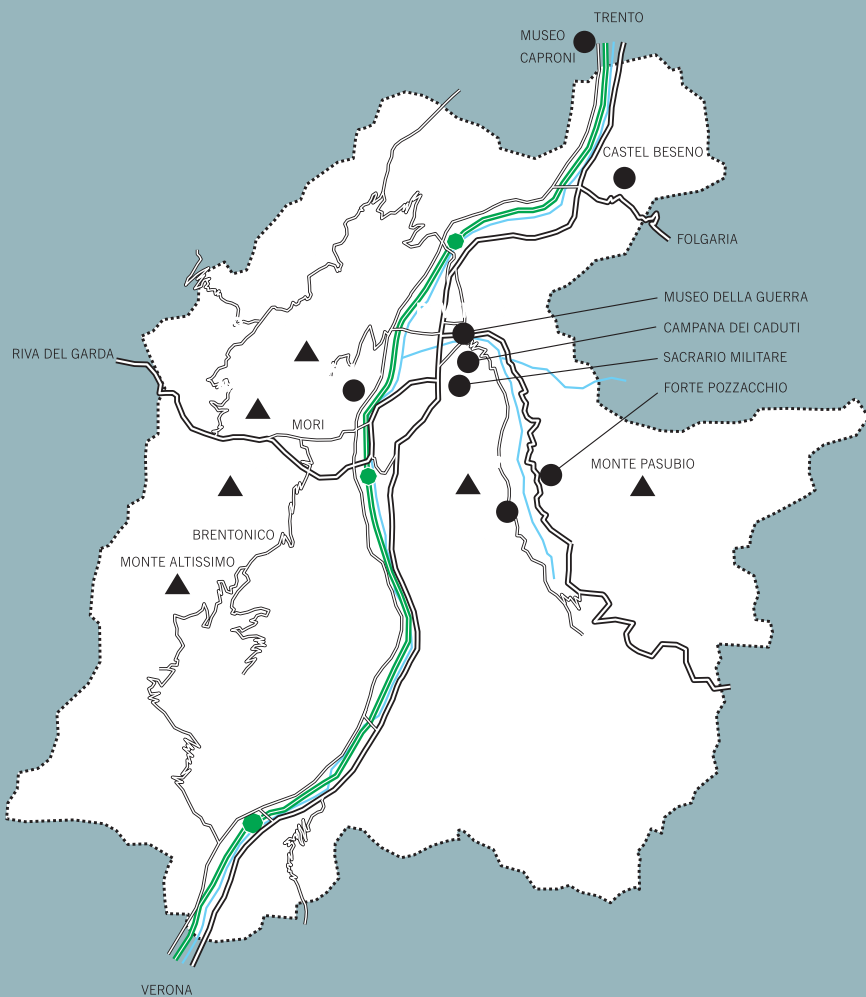 TRENTO
MUSEO
CAPRONI
CASTEL BESENO
FOLGARIA
MUSEO DELLA GUERRA
CAMPANA DEI CADUTI
RIVA DEL GARDA
SACRARIO MILITARE
FORTE POZZACCHIO
MORI
MONTE PASUBIO
BRENTONICO
MONTE ALTISSIMO
VERONA